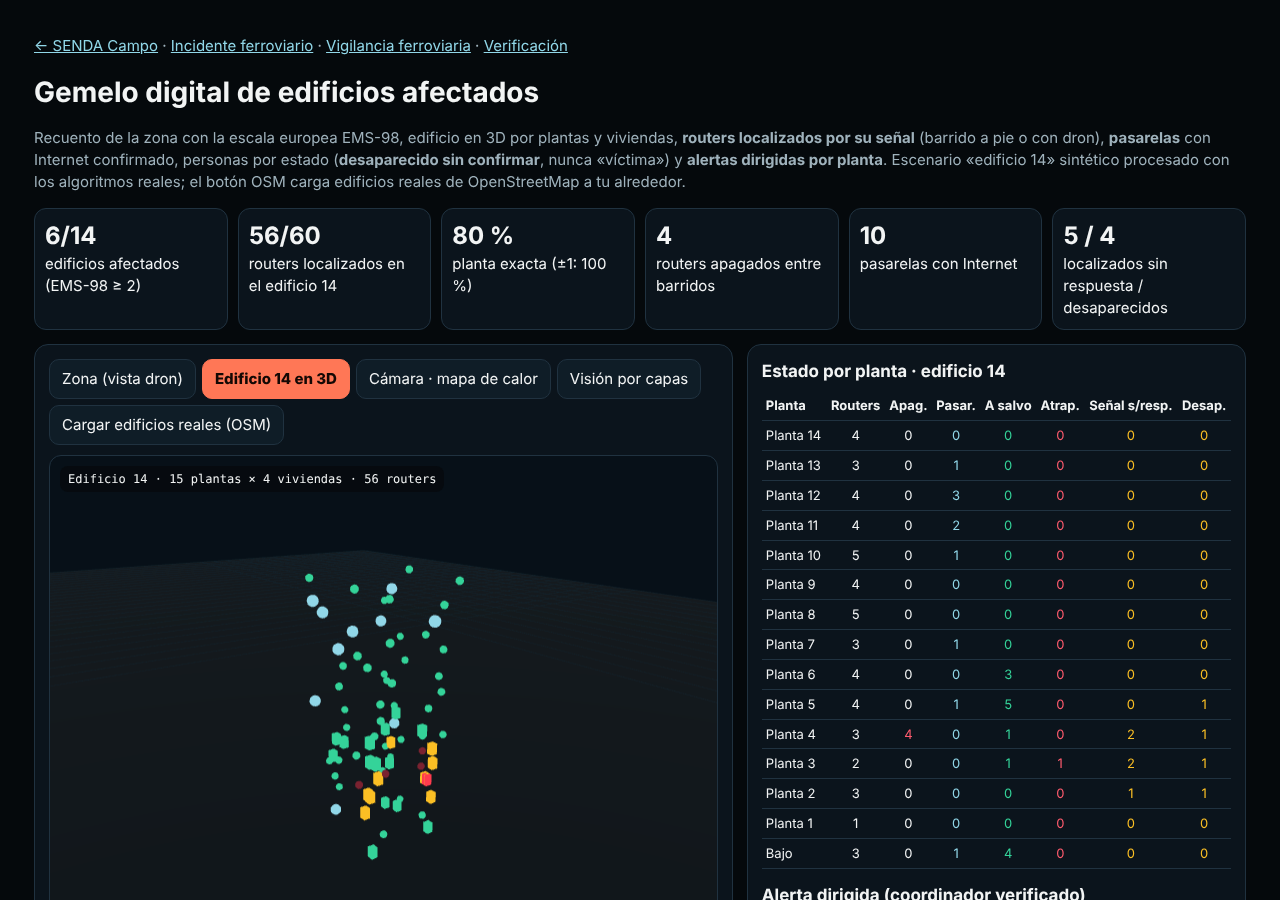 ← SENDA Campo · Incidente ferroviario · Vigilancia ferroviaria · Verificación
Gemelo digital de edificios afectados
Recuento de la zona con la escala europea EMS-98, edificio en 3D por plantas y viviendas, routers localizados por su señal (barrido a pie o con dron), pasarelas con
Internet confirmado, personas por estado (desaparecido sin confirmar, nunca «víctima») y alertas dirigidas por planta. Escenario «edificio 14» sintético procesado con
los algoritmos reales; el botón OSM carga edificios reales de OpenStreetMap a tu alrededor.
6/14
edificios afectados
(EMS-98 ≥ 2)
56/60
routers localizados en
el edificio 14
80 %
planta exacta (±1: 100
%)
4
routers apagados entre
barridos
10
pasarelas con Internet
5 / 4
localizados sin
respuesta /
desaparecidos
Zona (vista dron)
Edificio 14 en 3D
Cámara · mapa de calor
Visión por capas
Cargar edificios reales (OSM)
Edificio 14 · 15 plantas × 4 viviendas · 56 routers
Estado por planta · edificio 14
Planta Routers Apag. Pasar. A salvo Atrap. Señal s/resp. Desap.
Planta 14 4 0 0 0 0 0 0
Planta 13 3 0 1 0 0 0 0
Planta 12 4 0 3 0 0 0 0
Planta 11 4 0 2 0 0 0 0
Planta 10 5 0 1 0 0 0 0
Planta 9 4 0 0 0 0 0 0
Planta 8 5 0 0 0 0 0 0
Planta 7 3 0 1 0 0 0 0
Planta 6 4 0 0 3 0 0 0
Planta 5 4 0 1 5 0 0 1
Planta 4 3 4 0 1 0 2 1
Planta 3 2 0 0 1 1 2 1
Planta 2 3 0 0 0 0 1 1
Planta 1 1 0 0 0 0 0 0
Bajo 3 0 1 4 0 0 0
Alerta dirigida (coordinador verificado)